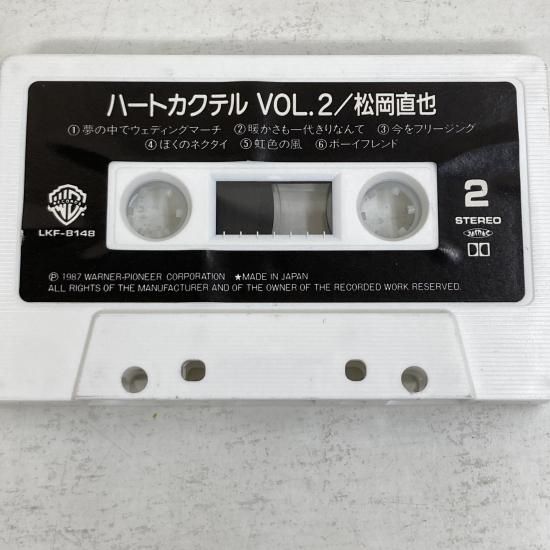 ハートカクテル VOL.2/松岡直也
①夢の中でウェディングマーチ ②暖かさも一代きりなんて ③今をフリージング
④ぼくのネクタイ ⑤虹色の風 ⑥ボーイフレンド
WB
RECORDS
LKF-8148
2
STEREO
ⓟ 1987 WARNER-PIONEER CORPORATION ★MADE IN JAPAN
ALL RIGHTS OF THE MANUFACTURER AND OF THE OWNER OF THE RECORDED WORK RESERVED.